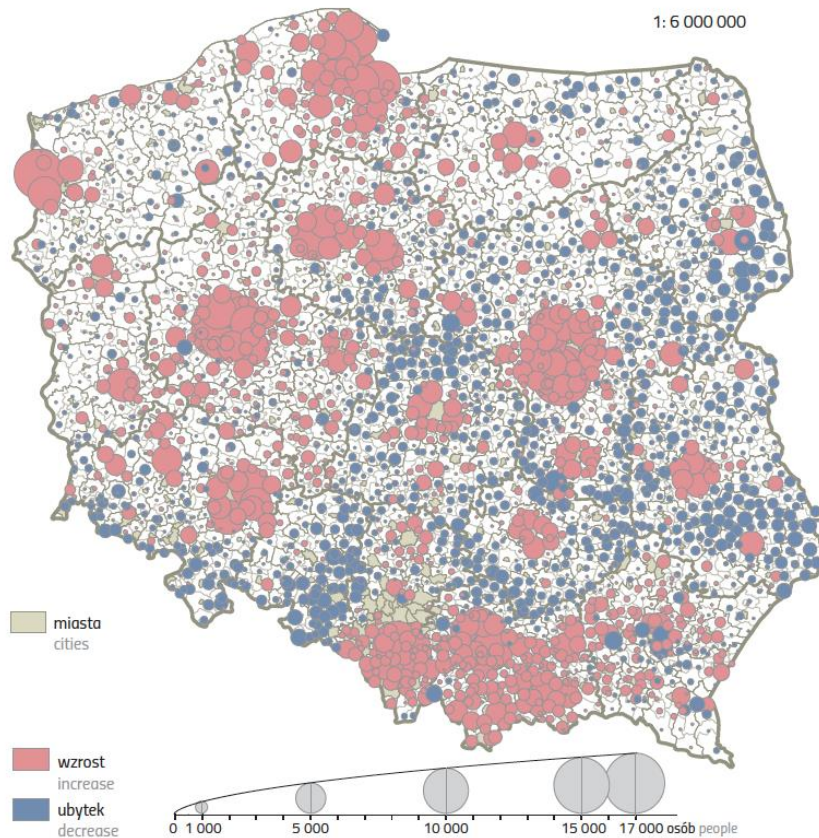 1: 6 000 000
miasta
cities
wzrost
increase
ubytek
decrease
0 1 000 5 000 10 000 15 000 17 000 osób people